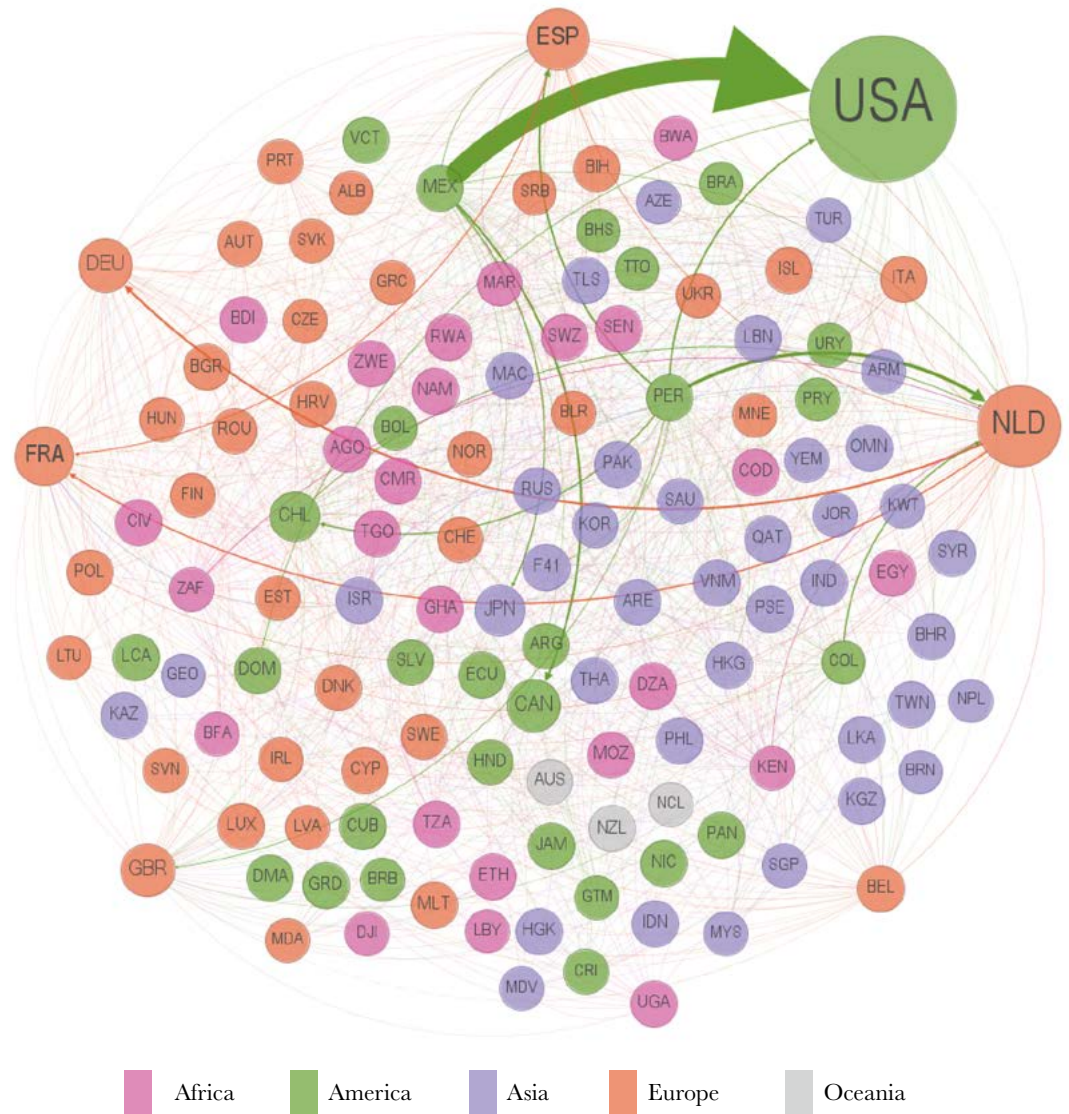 ESP
USA
VCT
BWA
PRT
BIH
MEX
BRA
ALB
SRB
AZE
TUR
BHS
AUT
SVK
DEU
TTO
ISL
ITA
GRC
MAR
TLS
UKR
BDI
CZE
RWA
SWZ
SEN
LBN
URY
ZWE
BGR
MAC
ARM
NAM
PER
HRV
PRY
BLR
MNE
HUN
ROU
BOL
NLD
AGO
NOR
OMN
FRA
PAK
COD
YEM
CMR
RUS
FIN
SAU
KWT
CHL
CIV
JOR
KOR
TGO
CHE
QAT
SYR
F41
POL
EGY
ZAF
VNM
IND
EST
ISR
ARE
GHA
JPN
PSE
BHR
ARG
LTU
LCA
SLV
COL
DOM
HKG
GEO
ECU
THA
DZA
DNK
NPL
CAN
TWN
KAZ
BFA
SWE
PHL
LKA
MOZ
IRL
HND
SVN
CYP
KEN
BRN
AUS
KGZ
NCL
LUX
LVA
CUB
TZA
NZL
PAN
JAM
NIC
SGP
GBR
DMA
ETH
BRB
GRD
BEL
GTM
MLT
IDN
LBY
HGK
MYS
DJI
MDA
CRI
MDV
UGA
Africa America Asia Europe Oceania